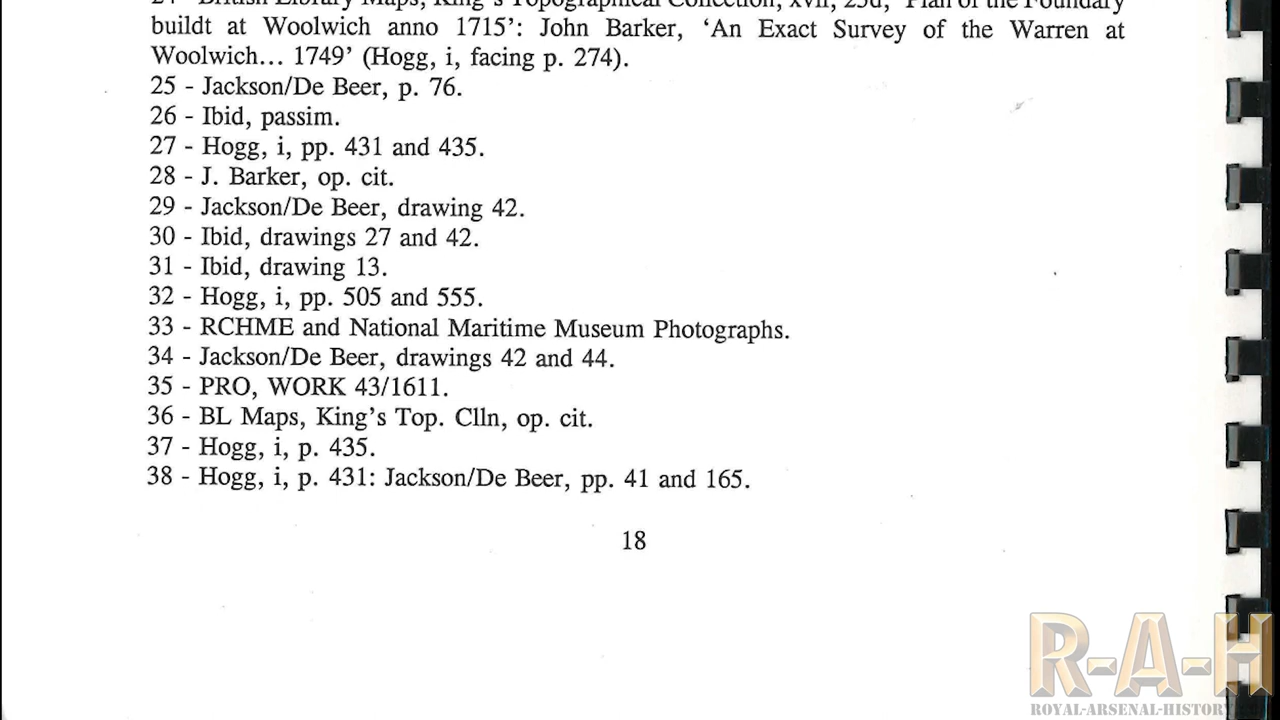 24 - British Library Maps, King's Topographical Collection, xvii, 25d, 'Plan of the Foundary
buildt at Woolwich anno 1715': John Barker, 'An Exact Survey of the Warren at
Woolwich... 1749' (Hogg, i, facing p. 274).
25 - Jackson/De Beer, p. 76.
26 - Ibid, passim.
27 - Hogg, i, pp. 431 and 435.
28 - J. Barker, op. cit.
29 - Jackson/De Beer, drawing 42.
30 - Ibid, drawings 27 and 42.
31 - Ibid, drawing 13.
32 - Hogg, i, pp. 505 and 555.
33 - RCHME and National Maritime Museum Photographs.
34 - Jackson/De Beer, drawings 42 and 44.
35 - PRO, WORK 43/1611.
36 - BL Maps, King's Top. Clln, op. cit.
37 - Hogg, i, p. 435.
38 - Hogg, i, p. 431: Jackson/De Beer, pp. 41 and 165.
18
R-A-H
ROYAL-ARSENAL-HISTORY